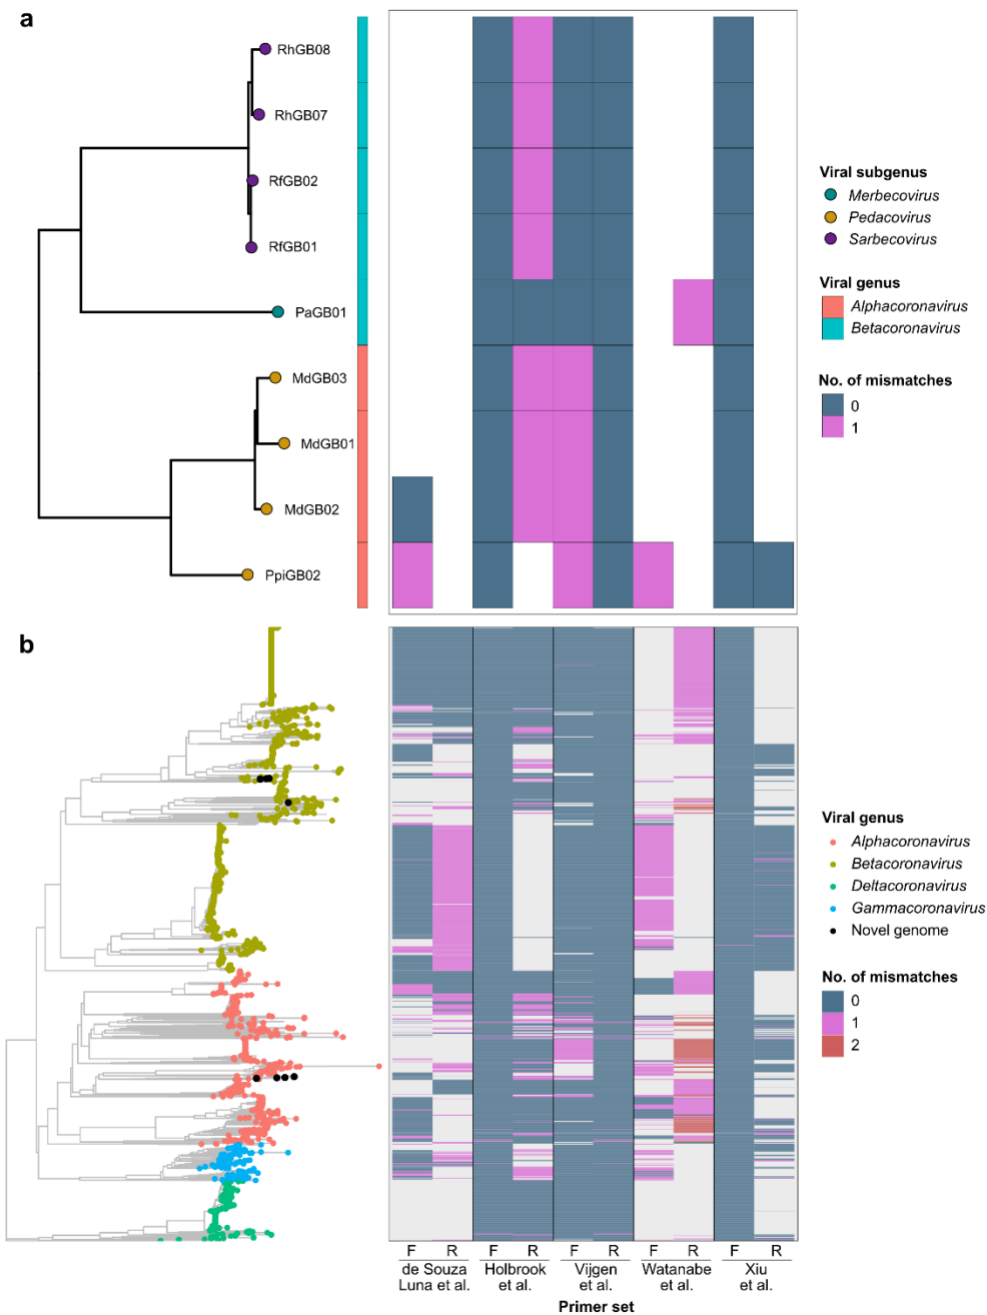 a
RhGB08
RhGB07
RfGB02
RfGB01
PaGB01
MdGB03
MdGB01
MdGB02
PpiGB02
Viral subgenus
Merbecovirus
Pedacovirus
Sarbecovirus
Viral genus
Alphacoronavirus
Betacoronavirus
No. of mismatches
0
1
b
Viral genus
Alphacoronavirus
Betacoronavirus
Deltacoronavirus
Gammacoronavirus
Novel genome
No. of mismatches
0
1
2
F R F R F R F R F R
de Souza Luna et al.
Holbrook et al.
Vijgen et al.
Watanabe et al.
Xiu et al.
Primer set